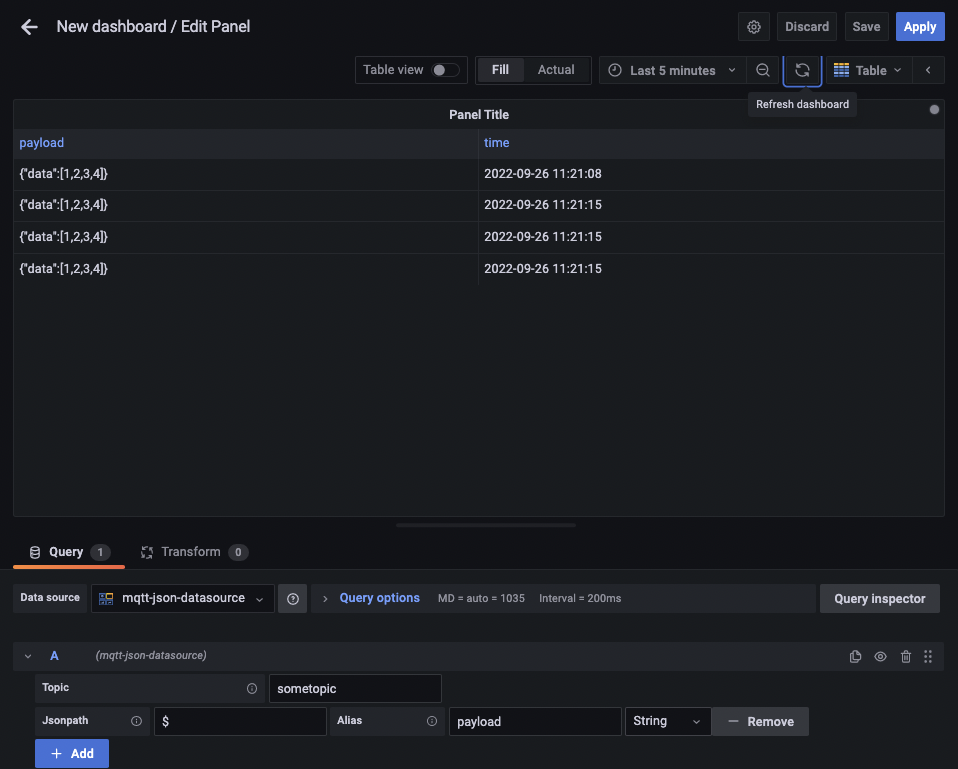 New dashboard / Edit Panel
Discard Save Apply
Table view Fill Actual Last 5 minutes Table
Refresh dashboard
Panel Title
payload time
{"data":[1,2,3,4]} 2022-09-26 11:21:08
{"data":[1,2,3,4]} 2022-09-26 11:21:15
{"data":[1,2,3,4]} 2022-09-26 11:21:15
{"data":[1,2,3,4]} 2022-09-26 11:21:15
Query 1 Transform 0
Data source mqtt-json-datasource Query options MD = auto = 1035 Interval = 200ms Query inspector
A (mqtt-json-datasource)
Topic sometopic
Jsonpath $ Alias payload String Remove
+ Add